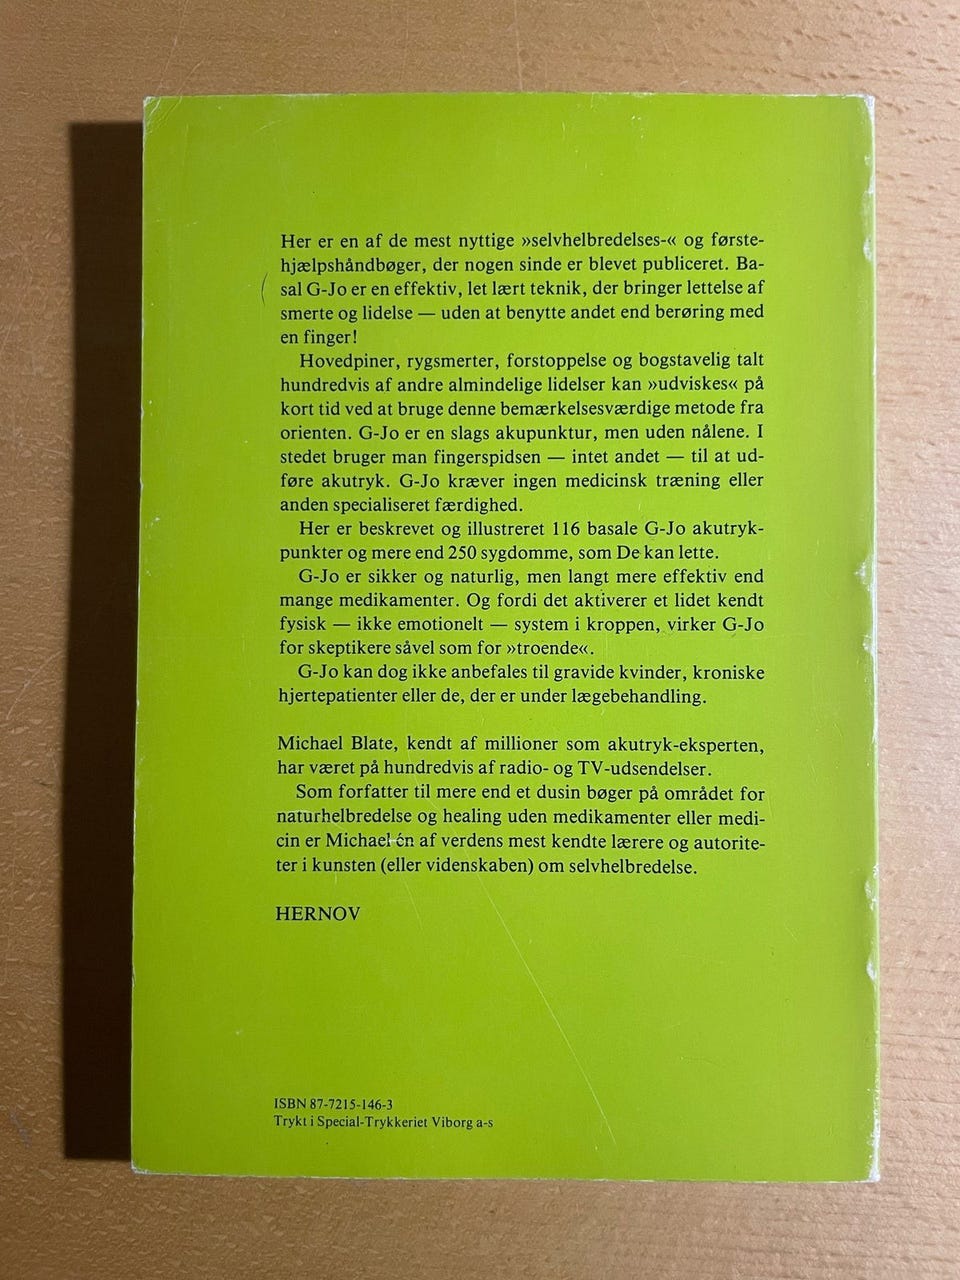 Her er en af de mest nyttige »selvhelbredelses-« og første-
hjælpshåndbøger, der nogen sinde er blevet publiceret. Ba-
sal G-Jo er en effektiv, let lært teknik, der bringer lettelse af
smerte og lidelse — uden at benytte andet end berøring med
en finger!
Hovedpiner, rygsmerter, forstoppelse og bogstavelig talt
hundredvis af andre almindelige lidelser kan »udviskes« på
kort tid ved at bruge denne bemærkelsesværdige metode fra
orienten. G-Jo er en slags akupunktur, men uden nålene. I
stedet bruger man fingerspidsen — intet andet — til at ud-
føre akutryk. G-Jo kræver ingen medicinsk træning eller
anden specialiseret færdighed.
Her er beskrevet og illustreret 116 basale G-Jo akutryk-
punkter og mere end 250 sygdomme, som De kan lette.
G-Jo er sikker og naturlig, men langt mere effektiv end
mange medikamenter. Og fordi det aktiverer et lidet kendt
fysisk — ikke emotionelt — system i kroppen, virker G-Jo
for skeptikere såvel som for »troende«.
G-Jo kan dog ikke anbefales til gravide kvinder, kroniske
hjertepatienter eller de, der er under lægebehandling.
Michael Blate, kendt af millioner som akutryk-eksperten,
har været på hundredvis af radio- og TV-udsendelser.
Som forfatter til mere end et dusin bøger på området for
naturhelbredelse og healing uden medikamenter eller medi-
cin er Michael én af verdens mest kendte lærere og autorite-
ter i kunsten (eller videnskaben) om selvhelbredelse.
HERNOV
ISBN 87-7215-146-3
Trykt i Special-Trykkeriet Viborg a-s